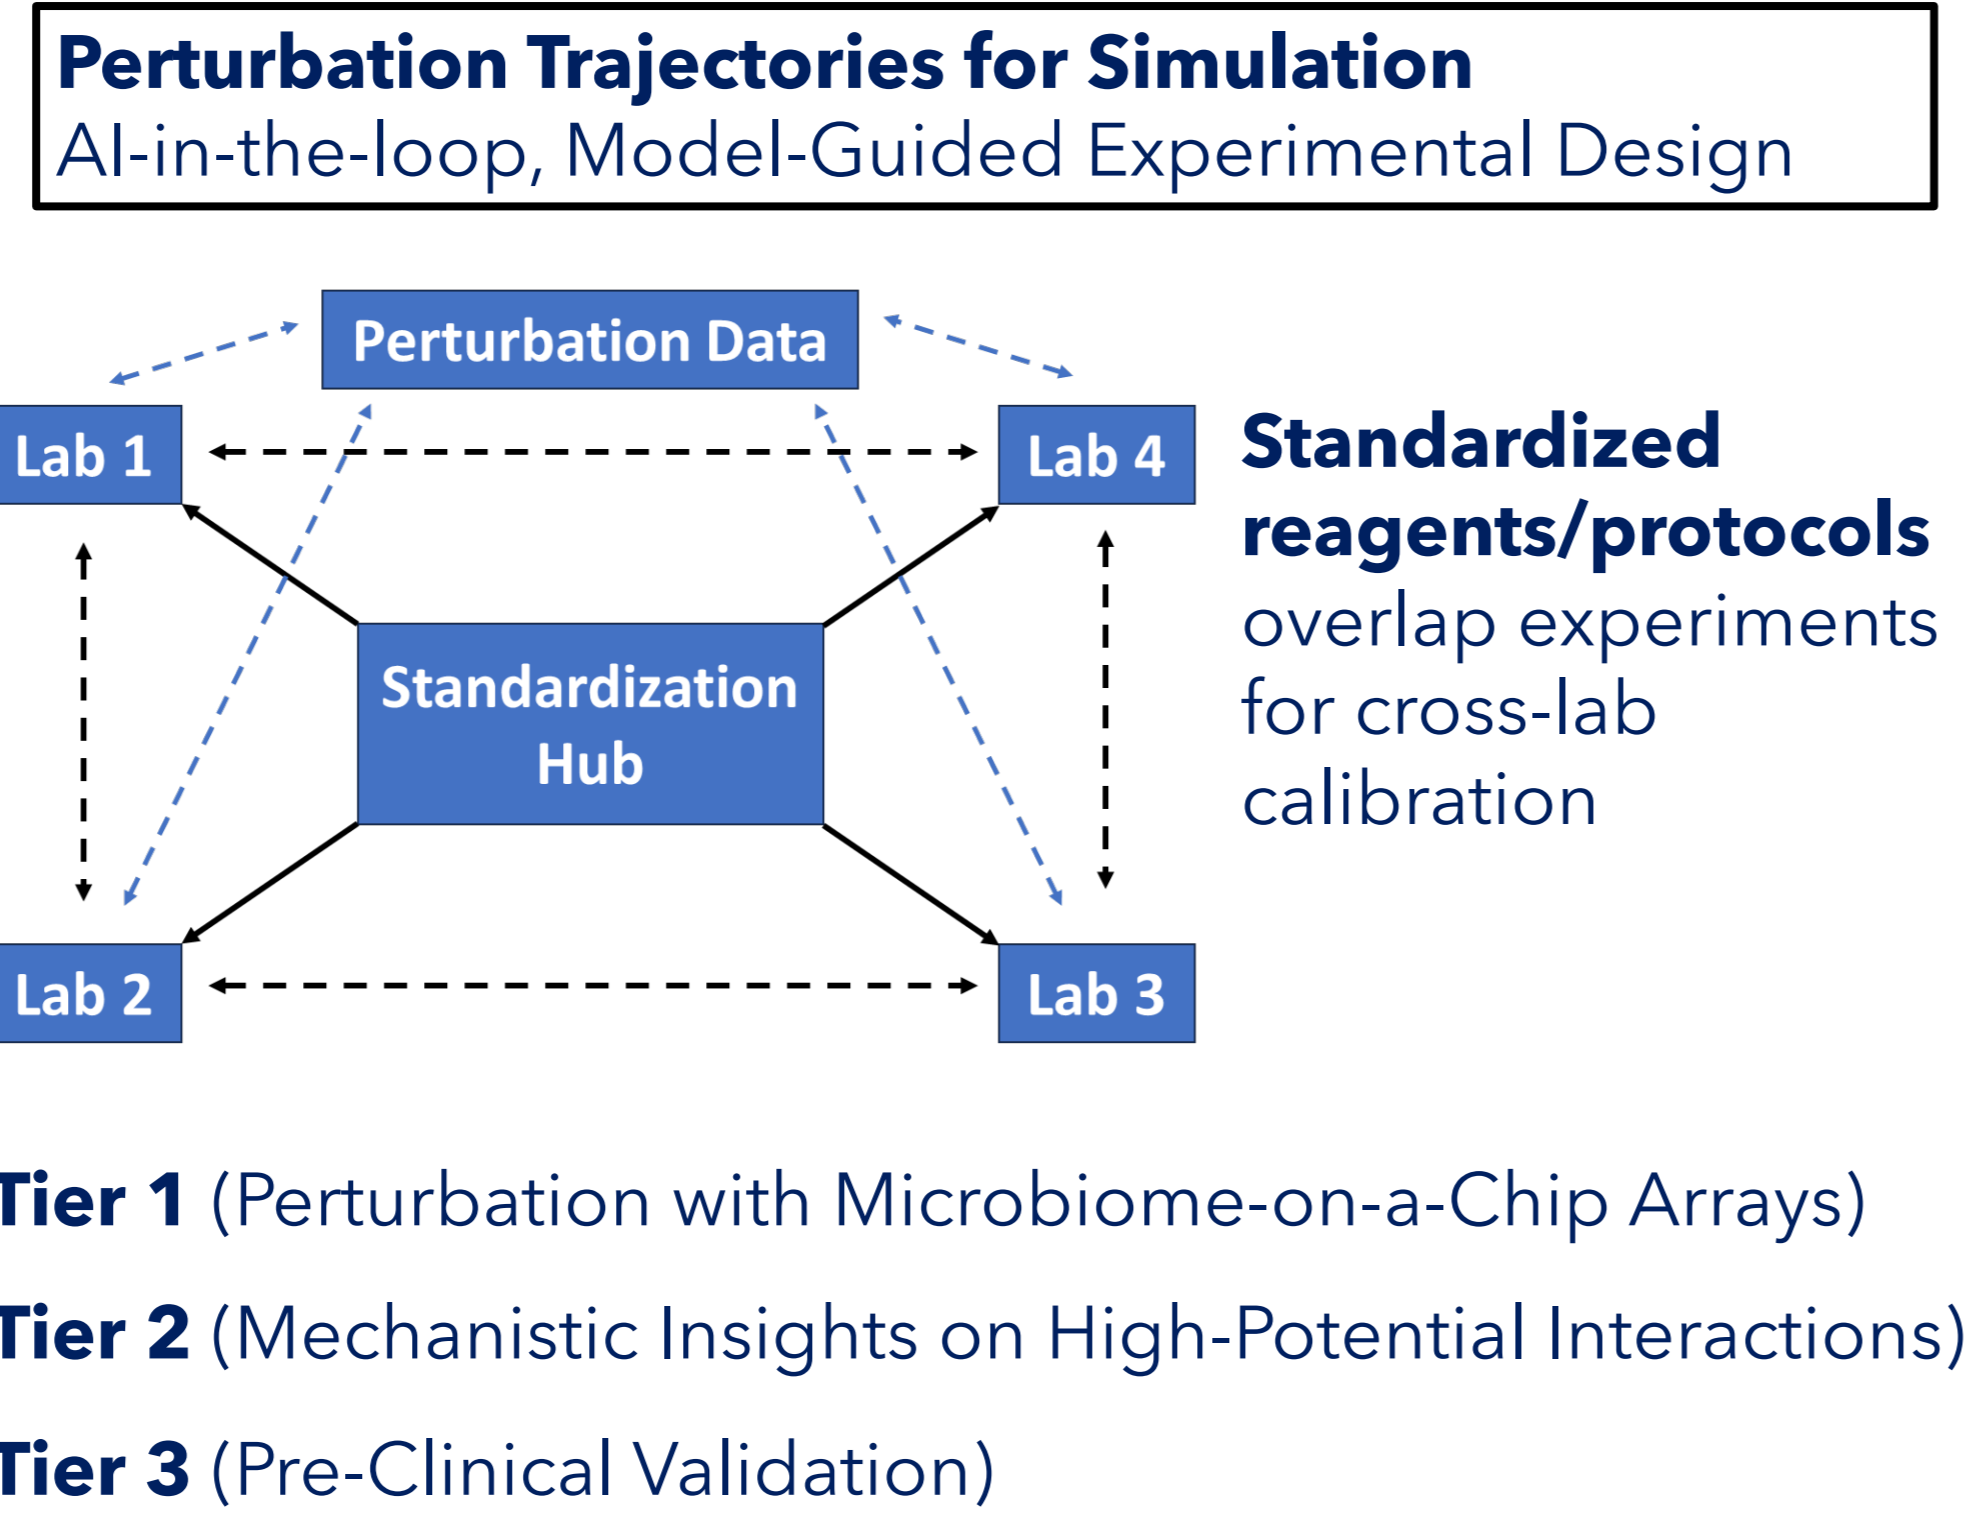 Perturbation Trajectories for Simulation
AI-in-the-loop, Model-Guided Experimental Design
Perturbation Data
Lab 1
Lab 4
Standardized
reagents/protocols
overlap experiments
for cross-lab
calibration
Standardization
Hub
Lab 2
Lab 3
Tier 1 (Perturbation with Microbiome-on-a-Chip Arrays)
Tier 2 (Mechanistic Insights on High-Potential Interactions)
Tier 3 (Pre-Clinical Validation)